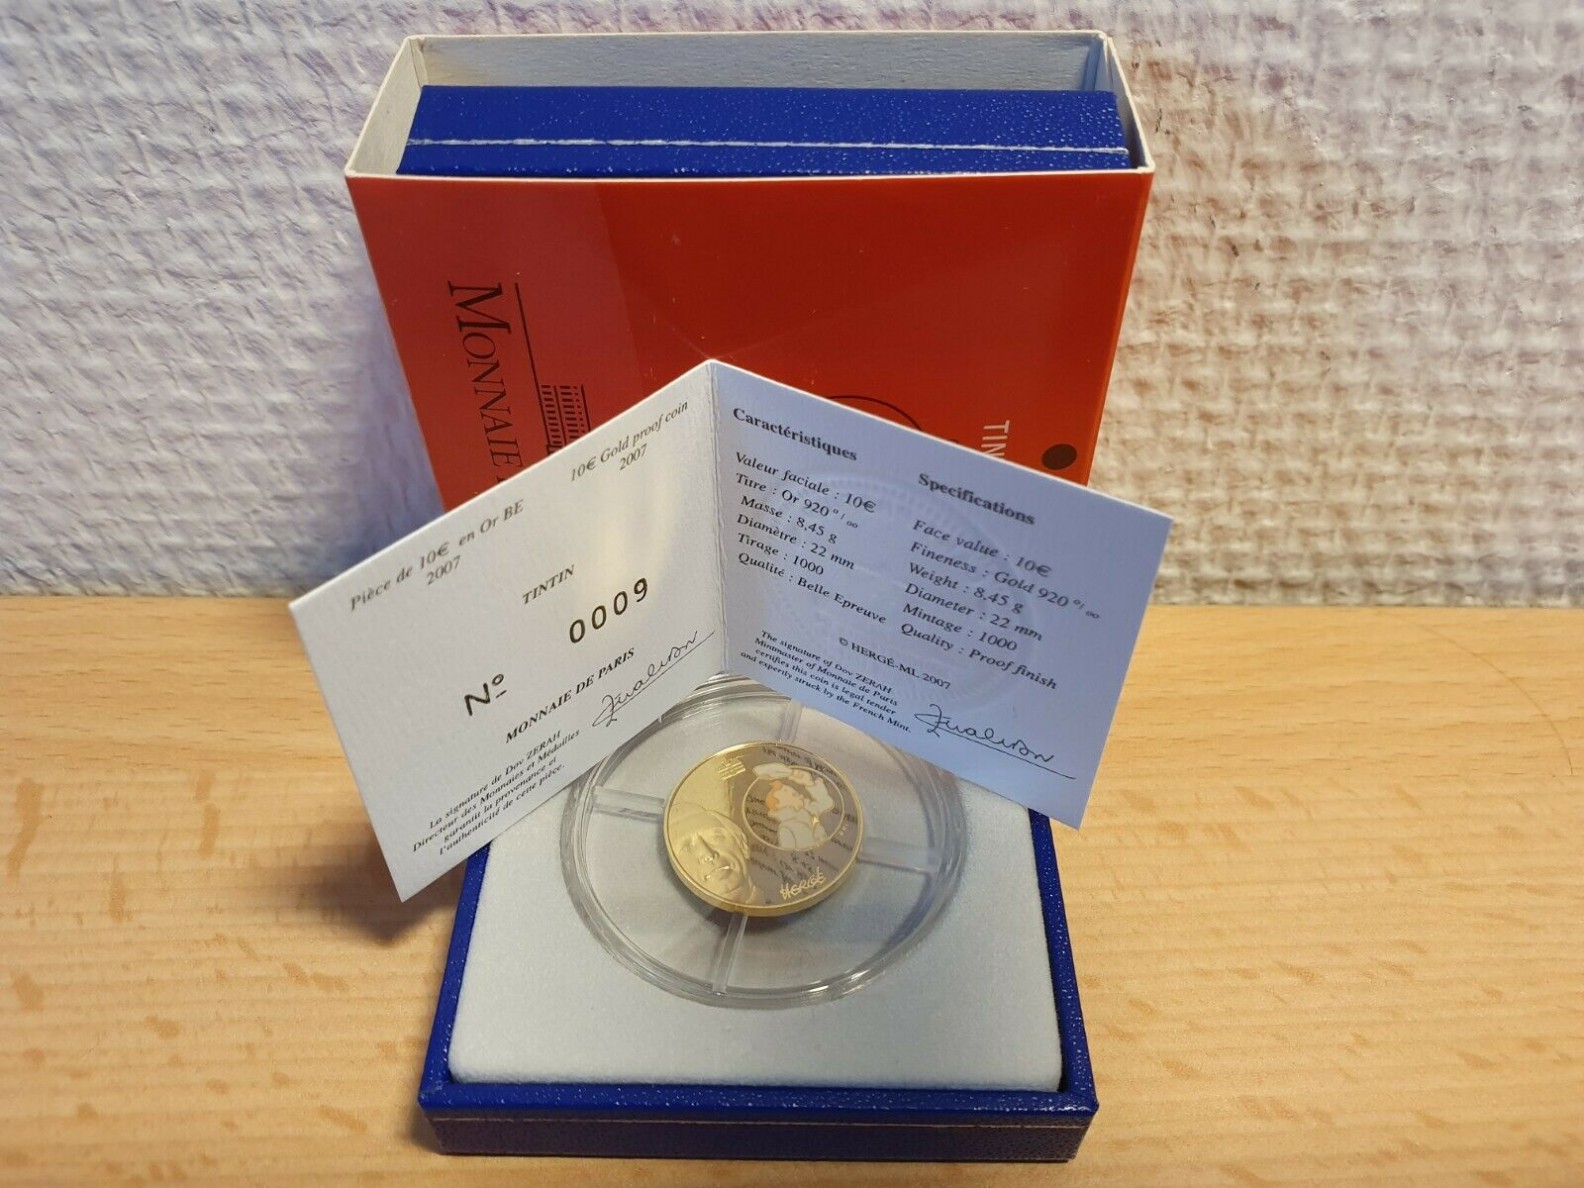 MONNAIE
TIN
Pièce de 10€ en Or BE
2007
10€ Gold proof coin
2007
TINTIN
Nº 0009
MONNAIE DE PARIS
La signature de Dov ZERAH
Directeur des Monnaies et Médailles
garantit la provenance et
l'authenticité de cette pièce.
Caractéristiques
Valeur faciale : 10€
Titre : Or 920 º/ₒₒ
Masse : 8,45 g
Diamètre : 22 mm
Tirage : 1000
Qualité : Belle Epreuve
Specifications
Face value : 10€
Fineness : Gold 920 º/ₒₒ
Weight : 8.45 g
Diameter : 22 mm
Mintage : 1000
Quality : Proof finish
© HERGÉ-ML 2007
The signature of Dov ZERAH
Mintmaster of Monnaie de Paris
certifies this coin is legal tender
and expertly struck by the French Mint.
HERGÉ